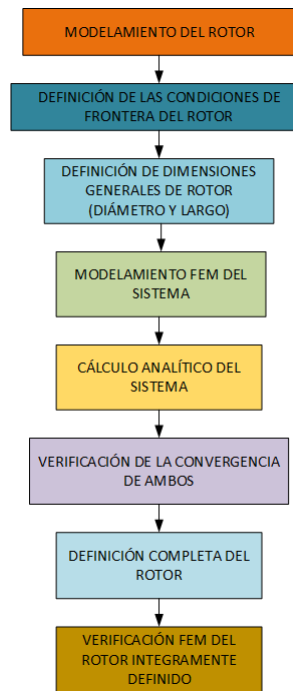 MODELAMIENTO DEL ROTOR
DEFINICIÓN DE LAS CONDICIONES DE
FRONTERA DEL ROTOR
DEFINICIÓN DE DIMENSIONES
GENERALES DE ROTOR
(DIÁMETRO Y LARGO)
MODELAMIENTO FEM DEL
SISTEMA
CÁLCULO ANALÍTICO DEL
SISTEMA
VERIFICACIÓN DE LA CONVERGENCIA
DE AMBOS
DEFINICIÓN COMPLETA DEL
ROTOR
VERIFICACIÓN FEM DEL
ROTOR INTEGRAMENTE
DEFINIDO